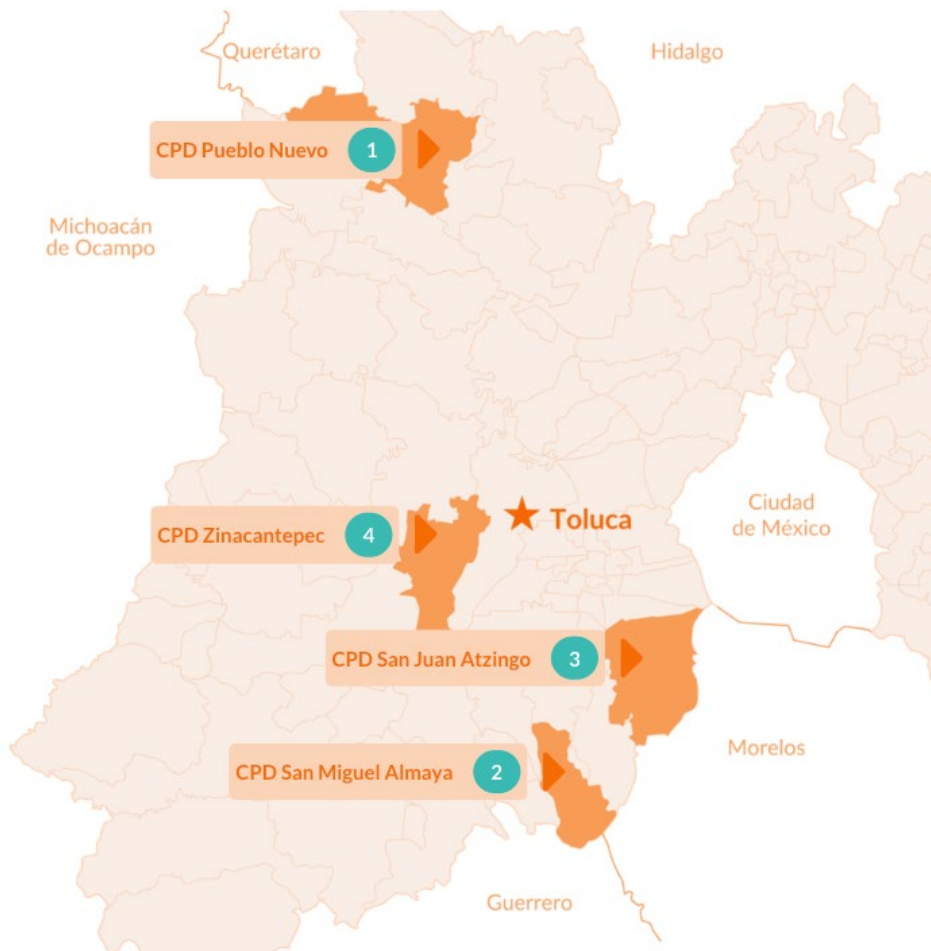 Querétaro
Hidalgo
CPD Pueblo Nuevo 1
Michoacán
de Ocampo
Ciudad
de México
CPD Zinacantepec 4
Toluca
CPD San Juan Atzingo 3
Morelos
CPD San Miguel Almaya 2
Guerrero